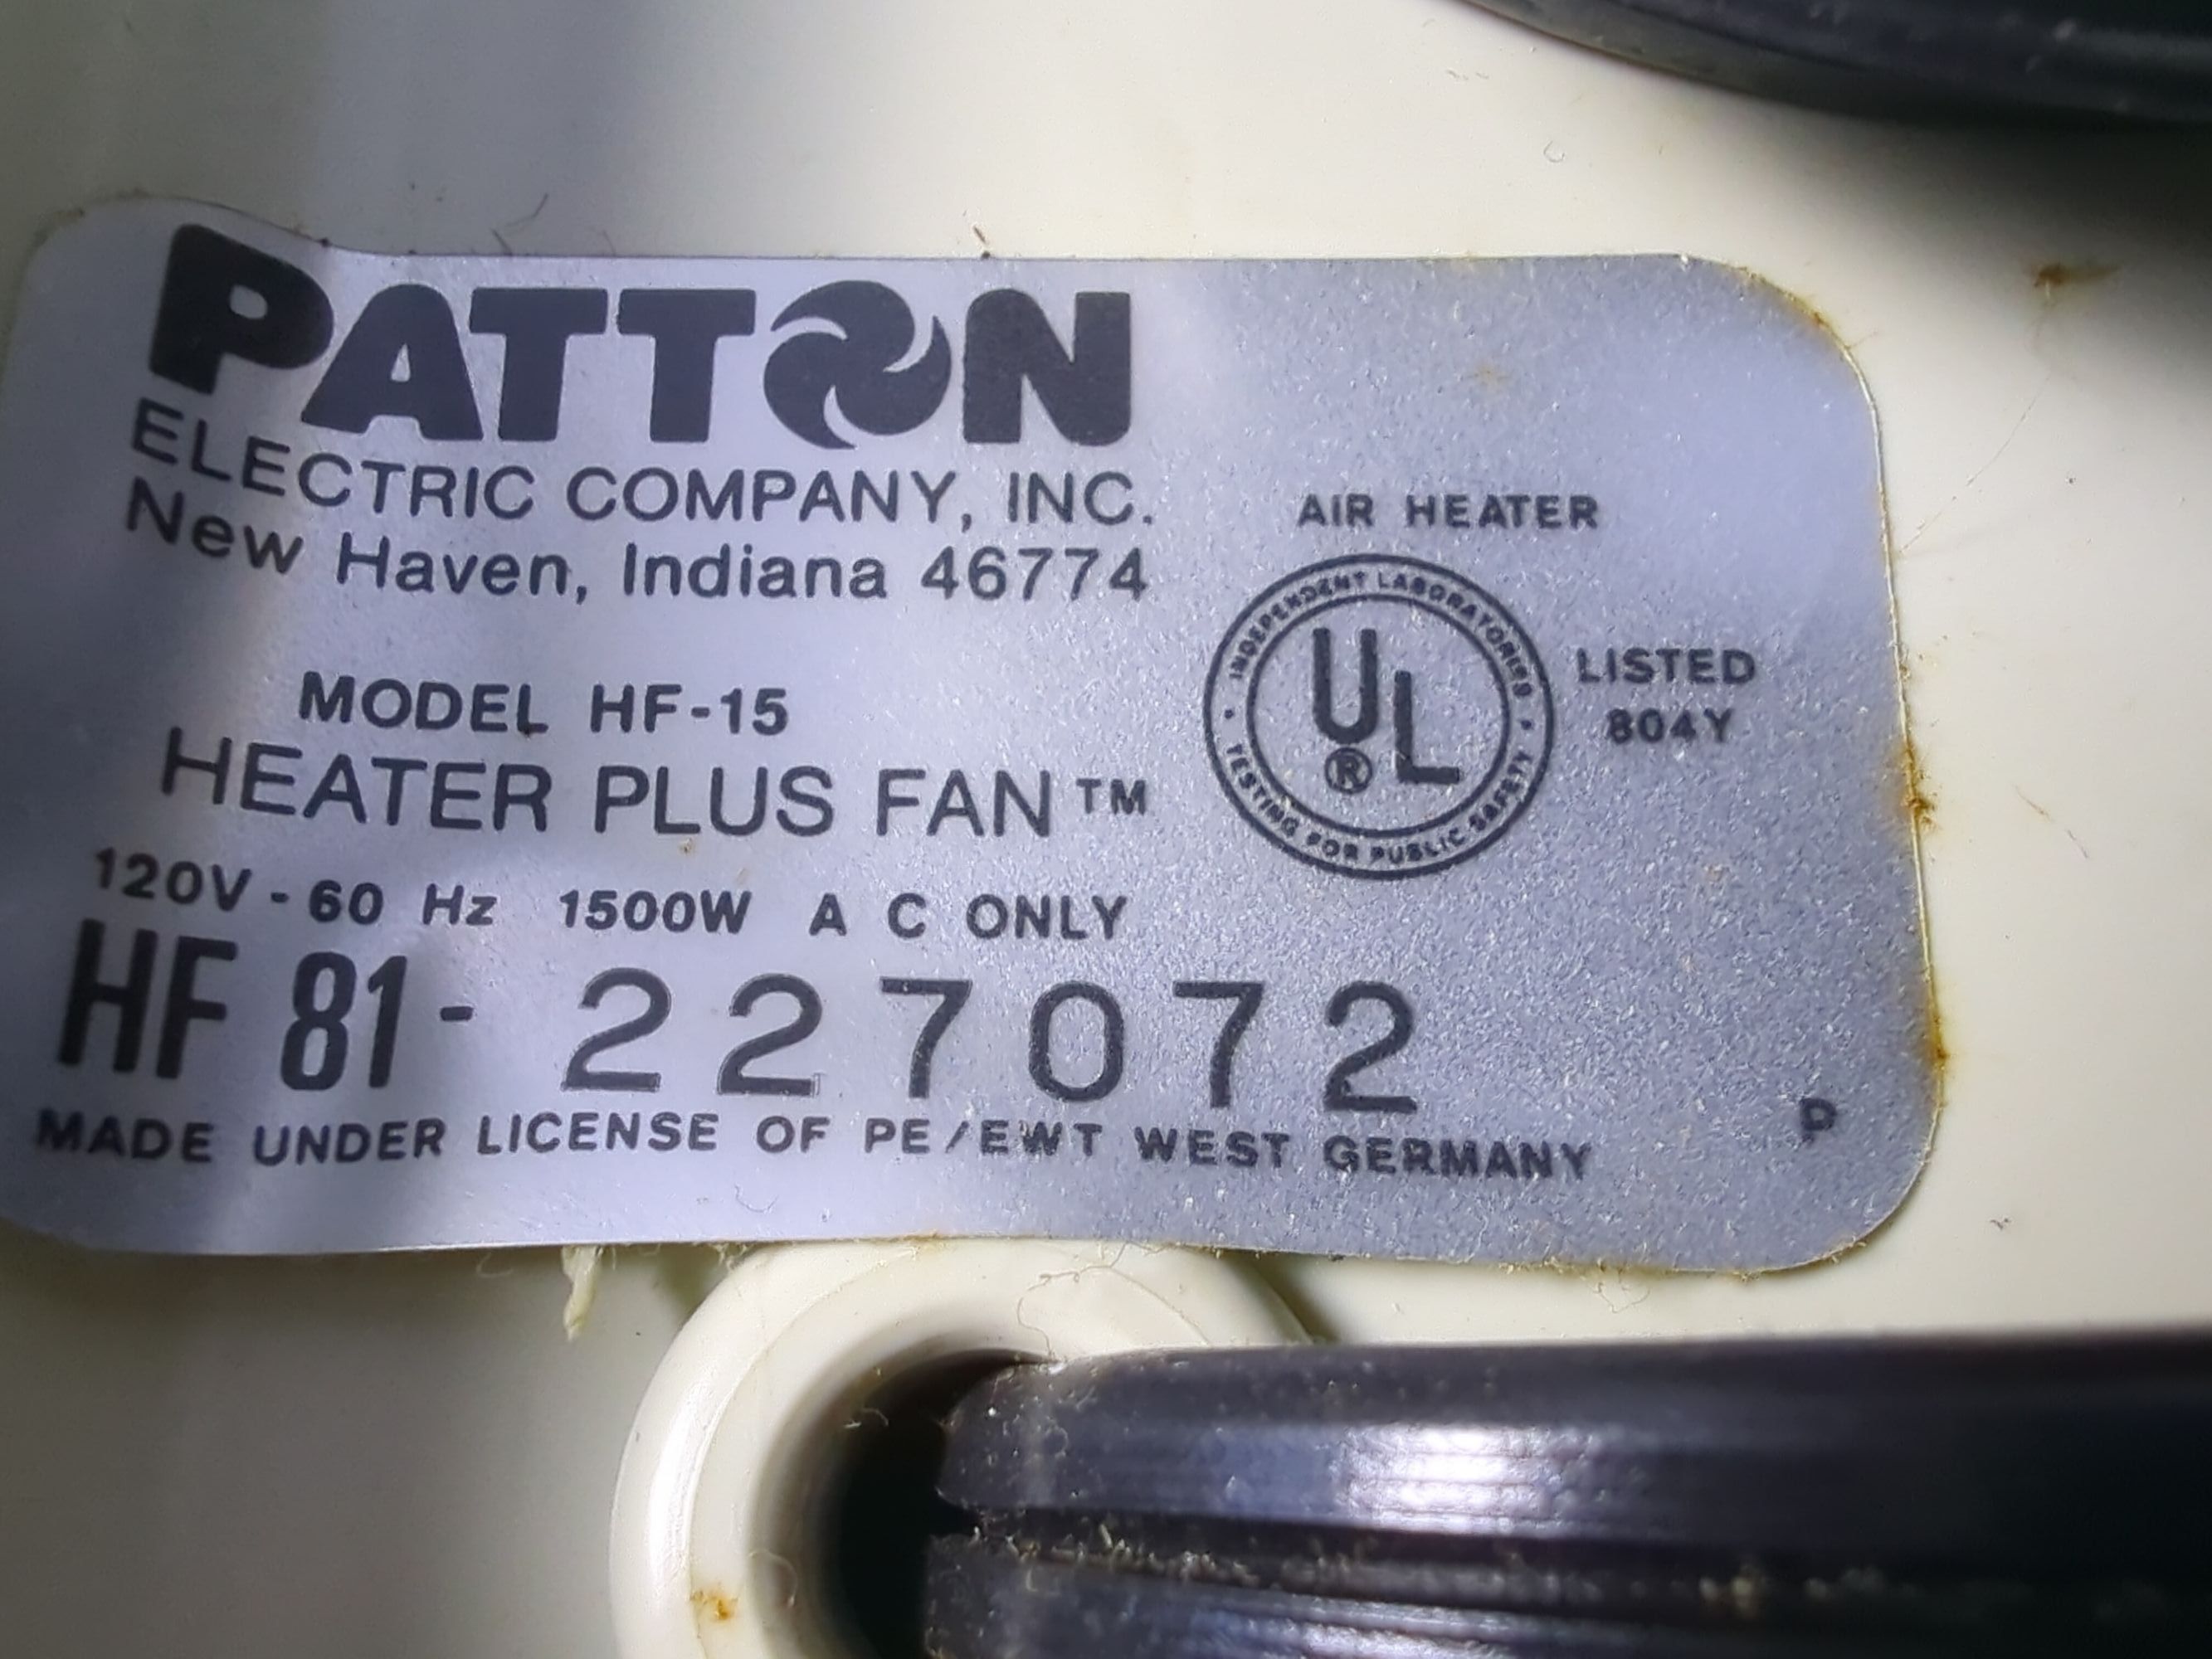 PATTON
ELECTRIC COMPANY, INC.
New Haven, Indiana 46774
MODEL HF-15
HEATER PLUS FAN™
120V - 60 Hz 1500W A C ONLY
HF 81- 227072
MADE UNDER LICENSE OF PE/EWT WEST GERMANY
AIR HEATER
INDEPENDENT LABORATORIES
UL®
TESTING FOR PUBLIC SAFETY
LISTED
804Y
P